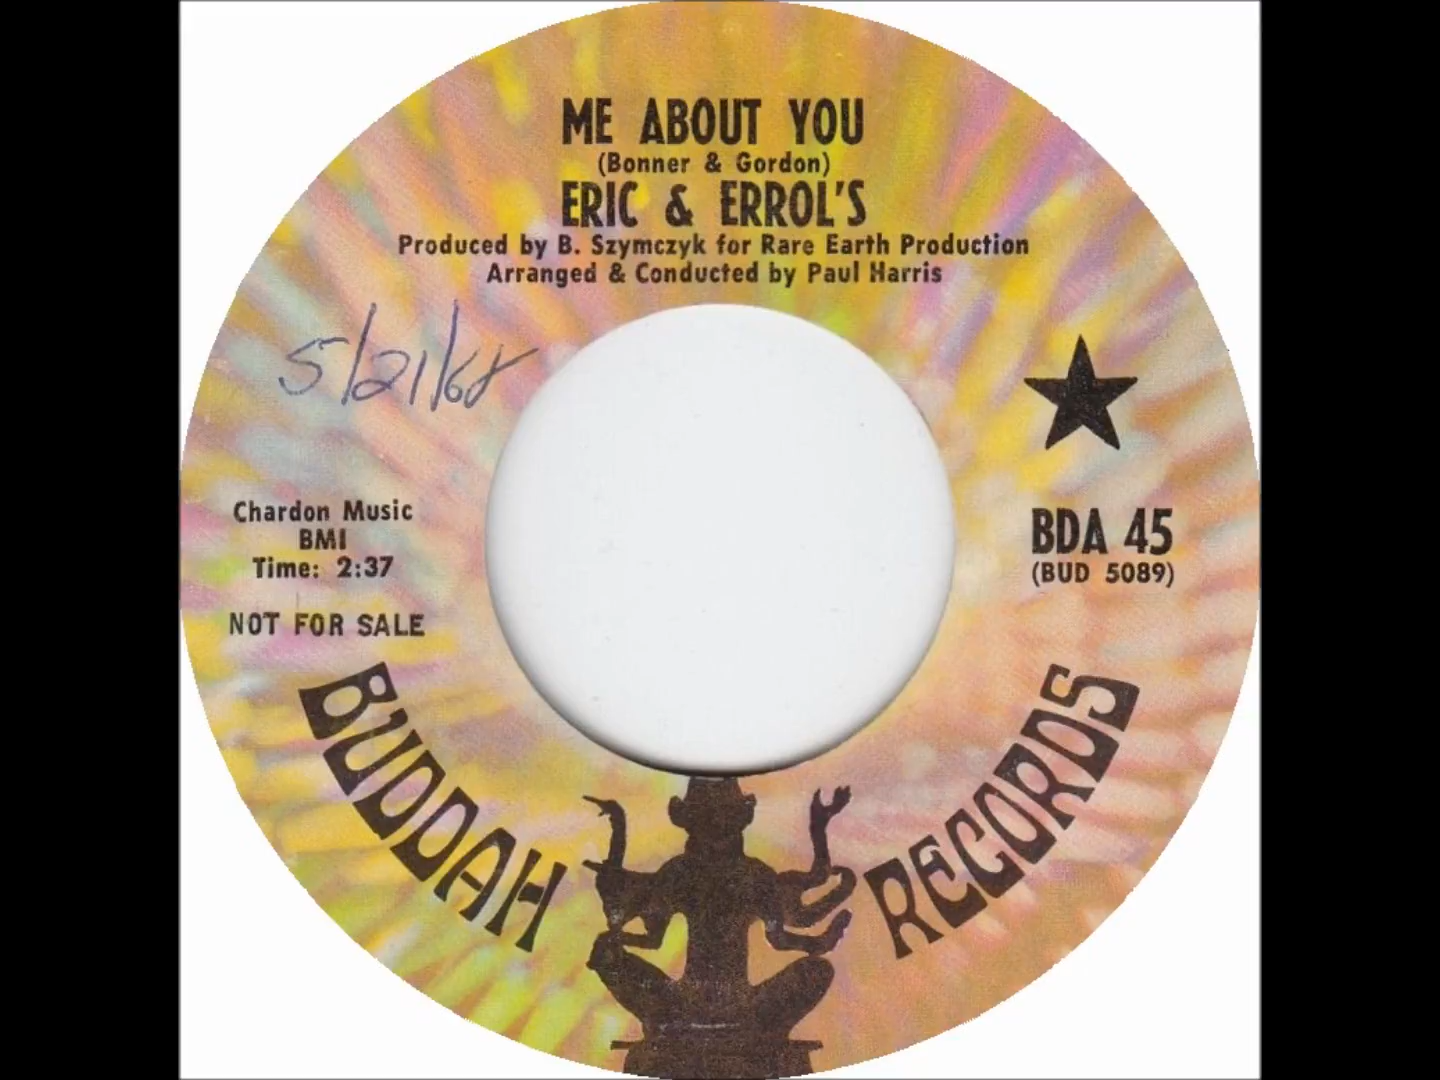 ME ABOUT YOU
(Bonner & Gordon)
ERIC & ERROL'S
Produced by B. Szymczyk for Rare Earth Production
Arranged & Conducted by Paul Harris
5/21/68
Chardon Music
BMI
Time: 2:37
NOT FOR SALE
BDA 45
(BUD 5089)
BUDDAH RECORDS